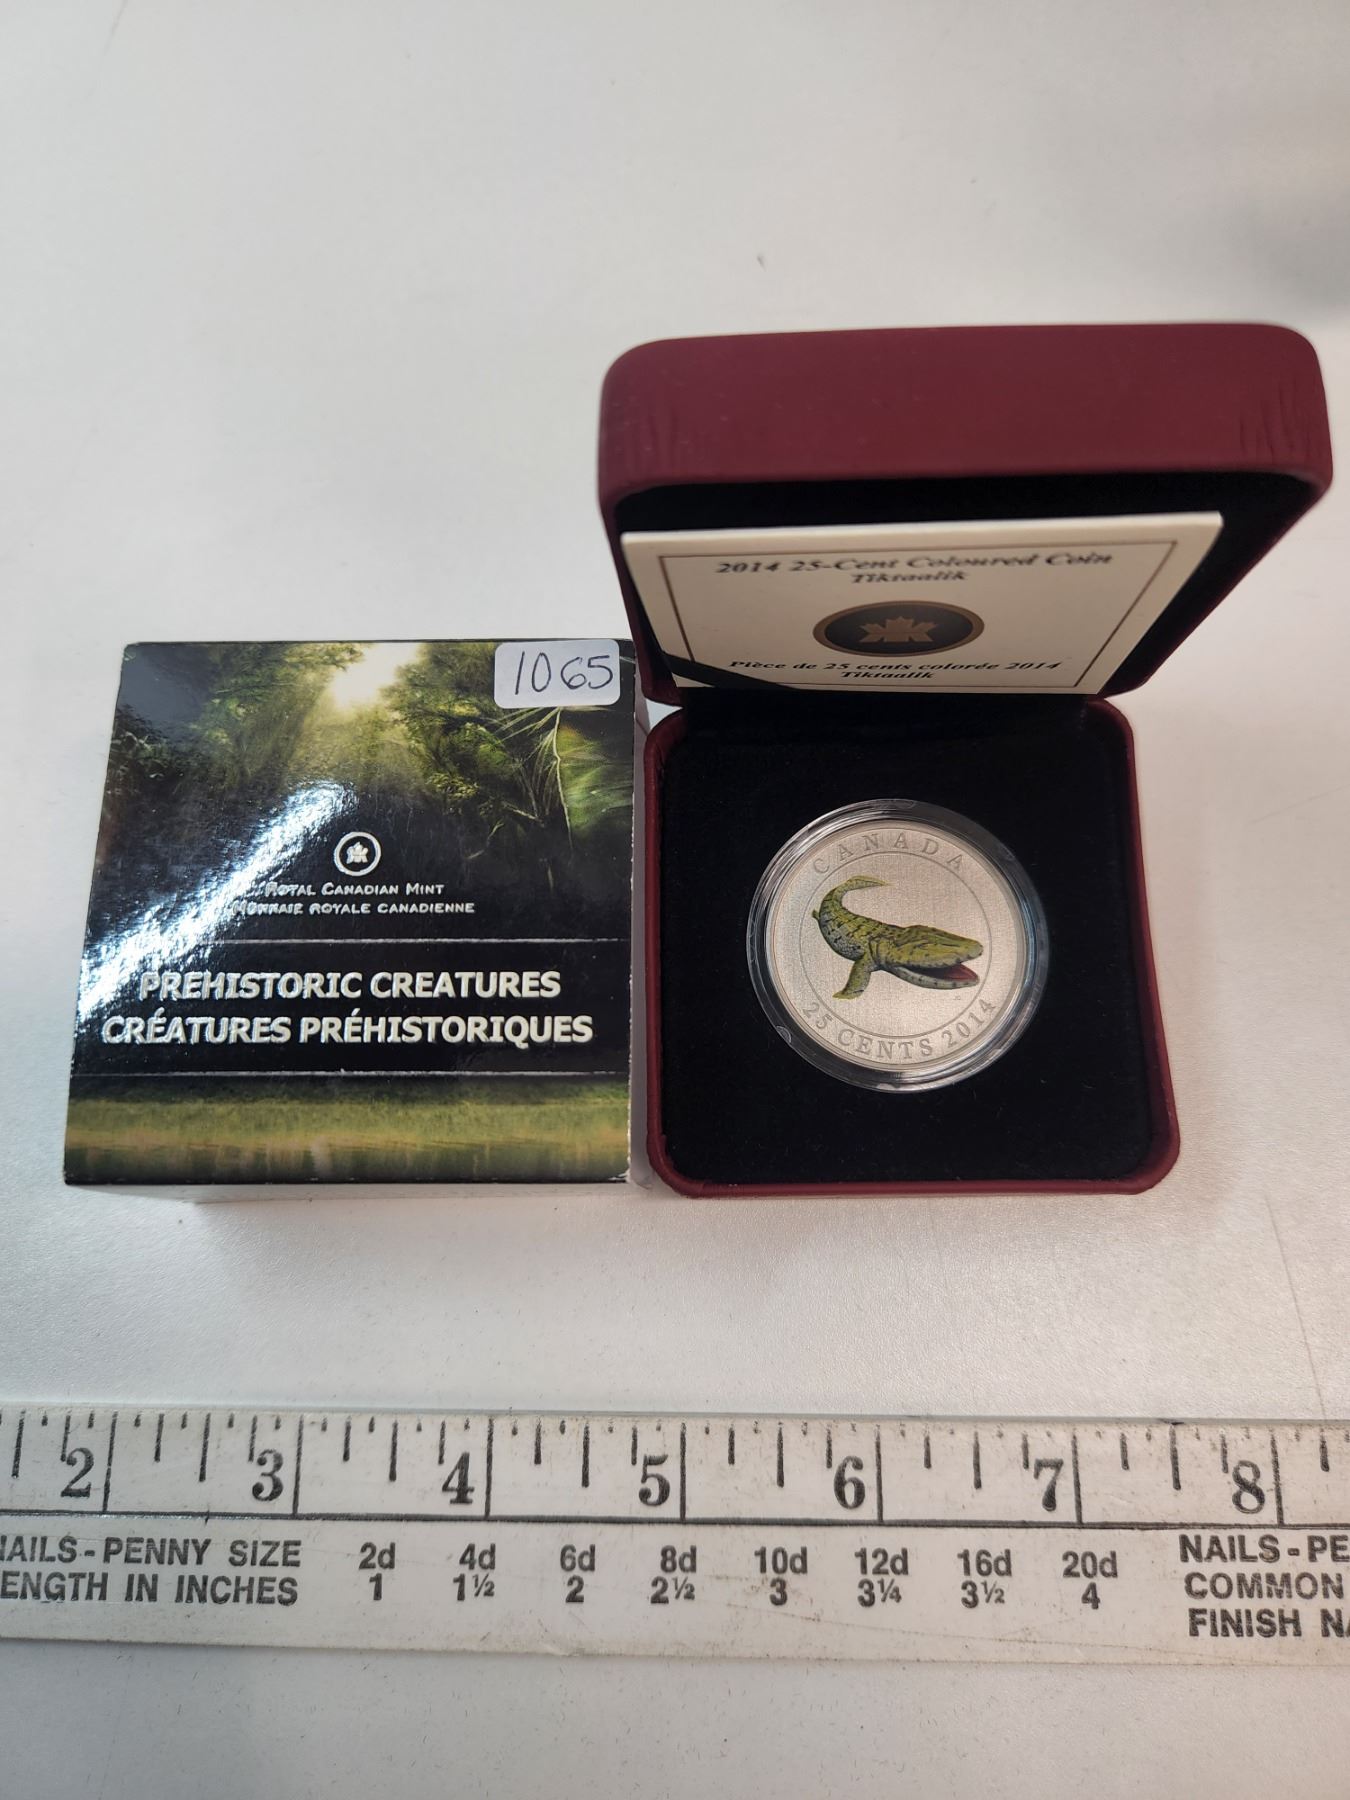 1065
ROYAL CANADIAN MINT
MONNAIE ROYALE CANADIENNE
PREHISTORIC CREATURES
CRÉATURES PRÉHISTORIQUES
2014 25-Cent Coloured Coin
Tiktaalik
Pièce de 25 cents colorée 2014
Tiktaalik
CANADA
25 CENTS 2014
2 3 4 5 6 7 8
NAILS-PENNY SIZE 2d 4d 6d 8d 10d 12d 16d 20d NAILS-PE
ENGTH IN INCHES 1 1½ 2 2½ 3 3¼ 3½ 4 COMMON
FINISH NA